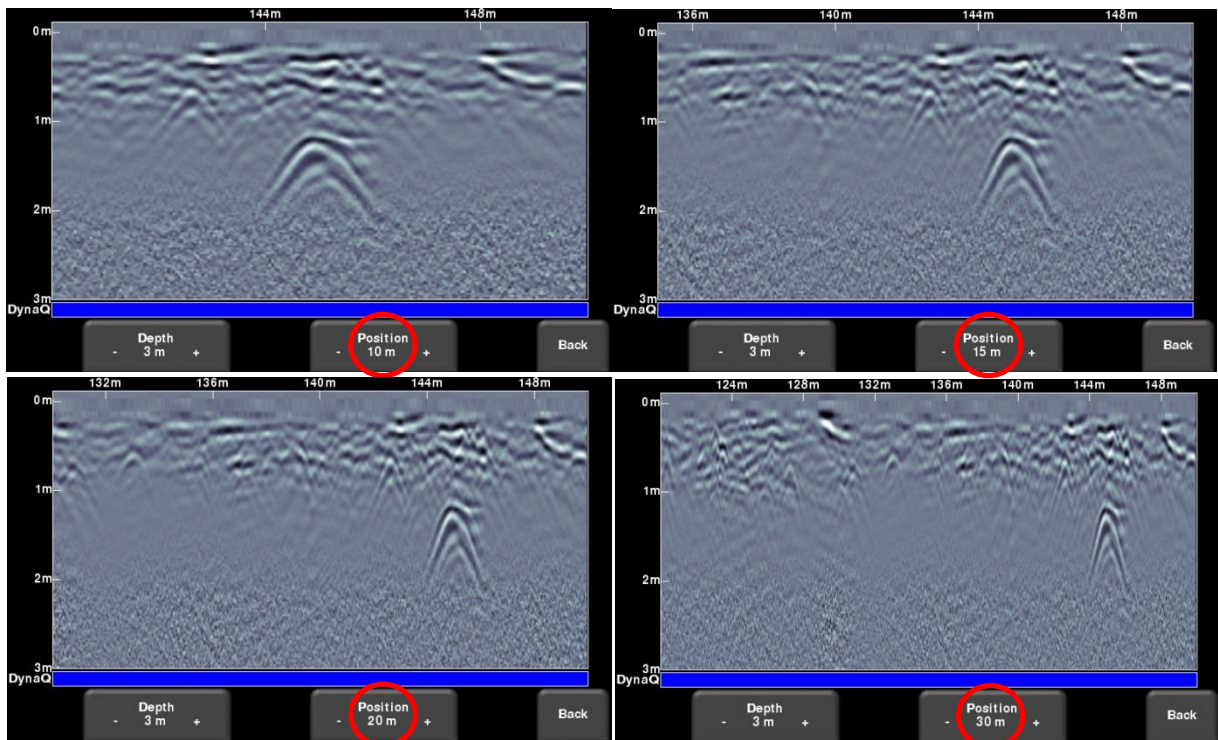 144m 148m
0m
1m
2m
3m
DynaQ
Depth
- 3 m +
Position
- 10 m +
Back
136m 140m 144m 148m
0m
1m
2m
3m
DynaQ
Depth
- 3 m +
Position
- 15 m +
Back
132m 136m 140m 144m 148m
0m
1m
2m
3m
DynaQ
Depth
- 3 m +
Position
- 20 m +
Back
124m 128m 132m 136m 140m 144m 148m
0m
1m
2m
3m
DynaQ
Depth
- 3 m +
Position
- 30 m +
Back